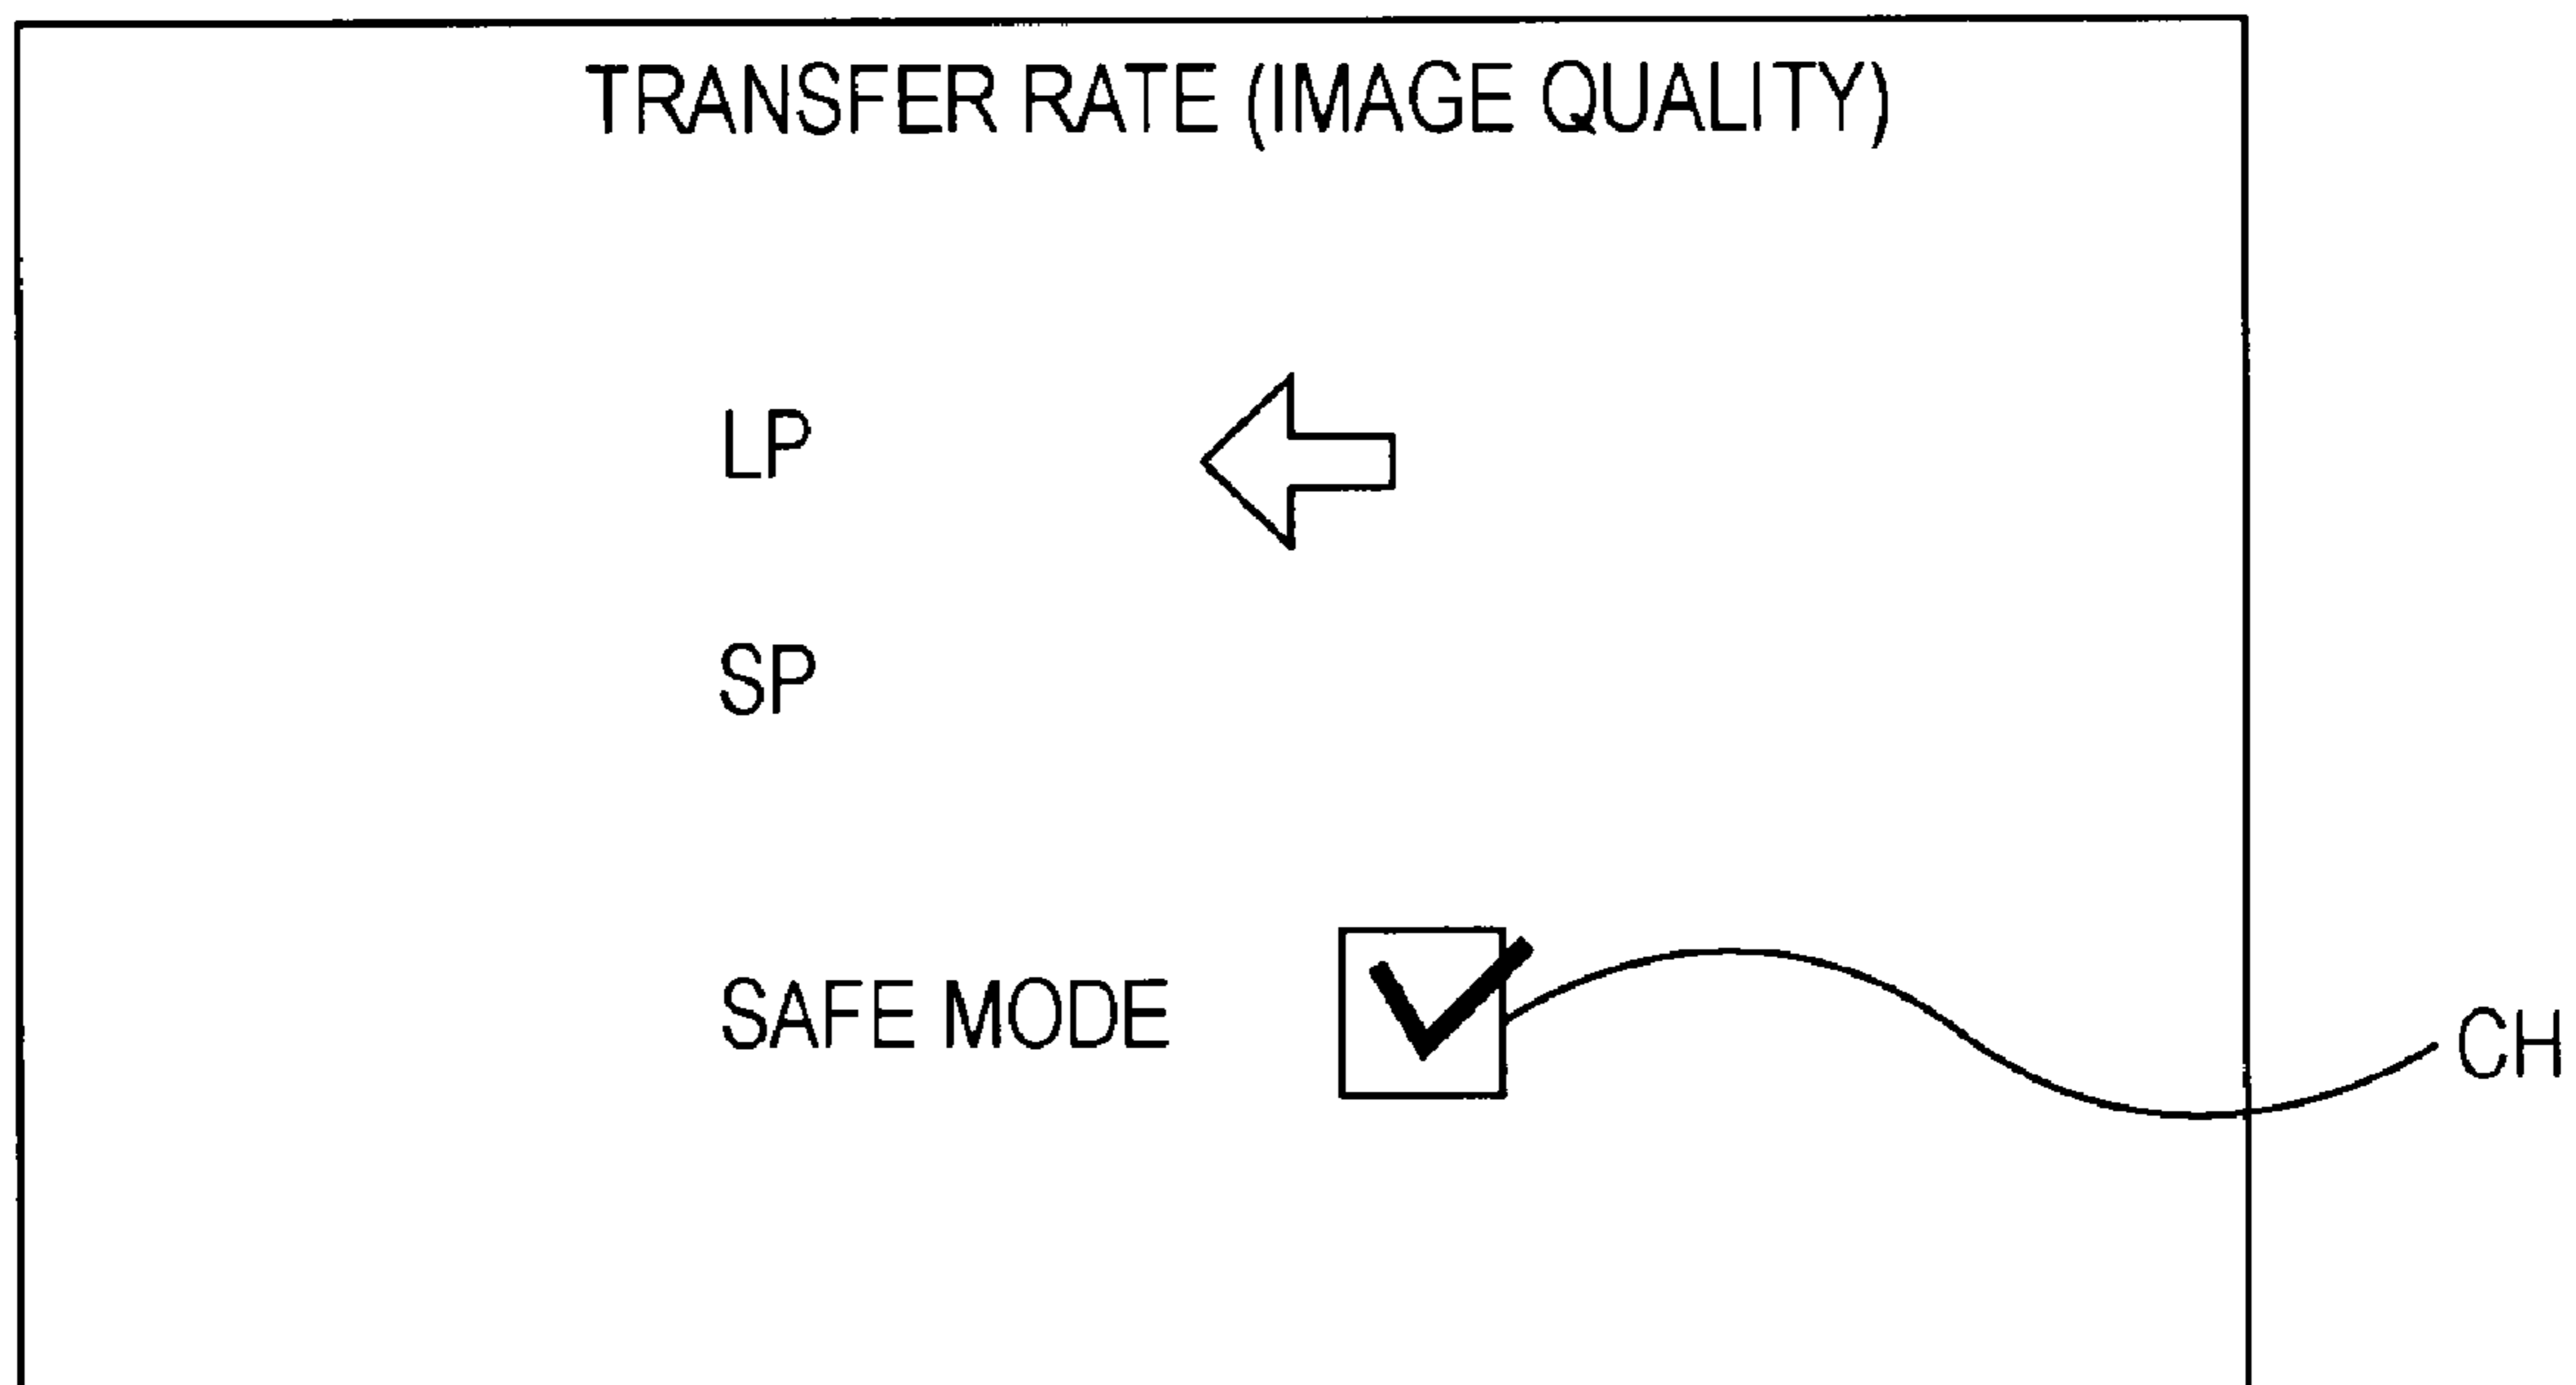 TRANSFER RATE (IMAGE QUALITY)
LP
SP
SAFE MODE
CH